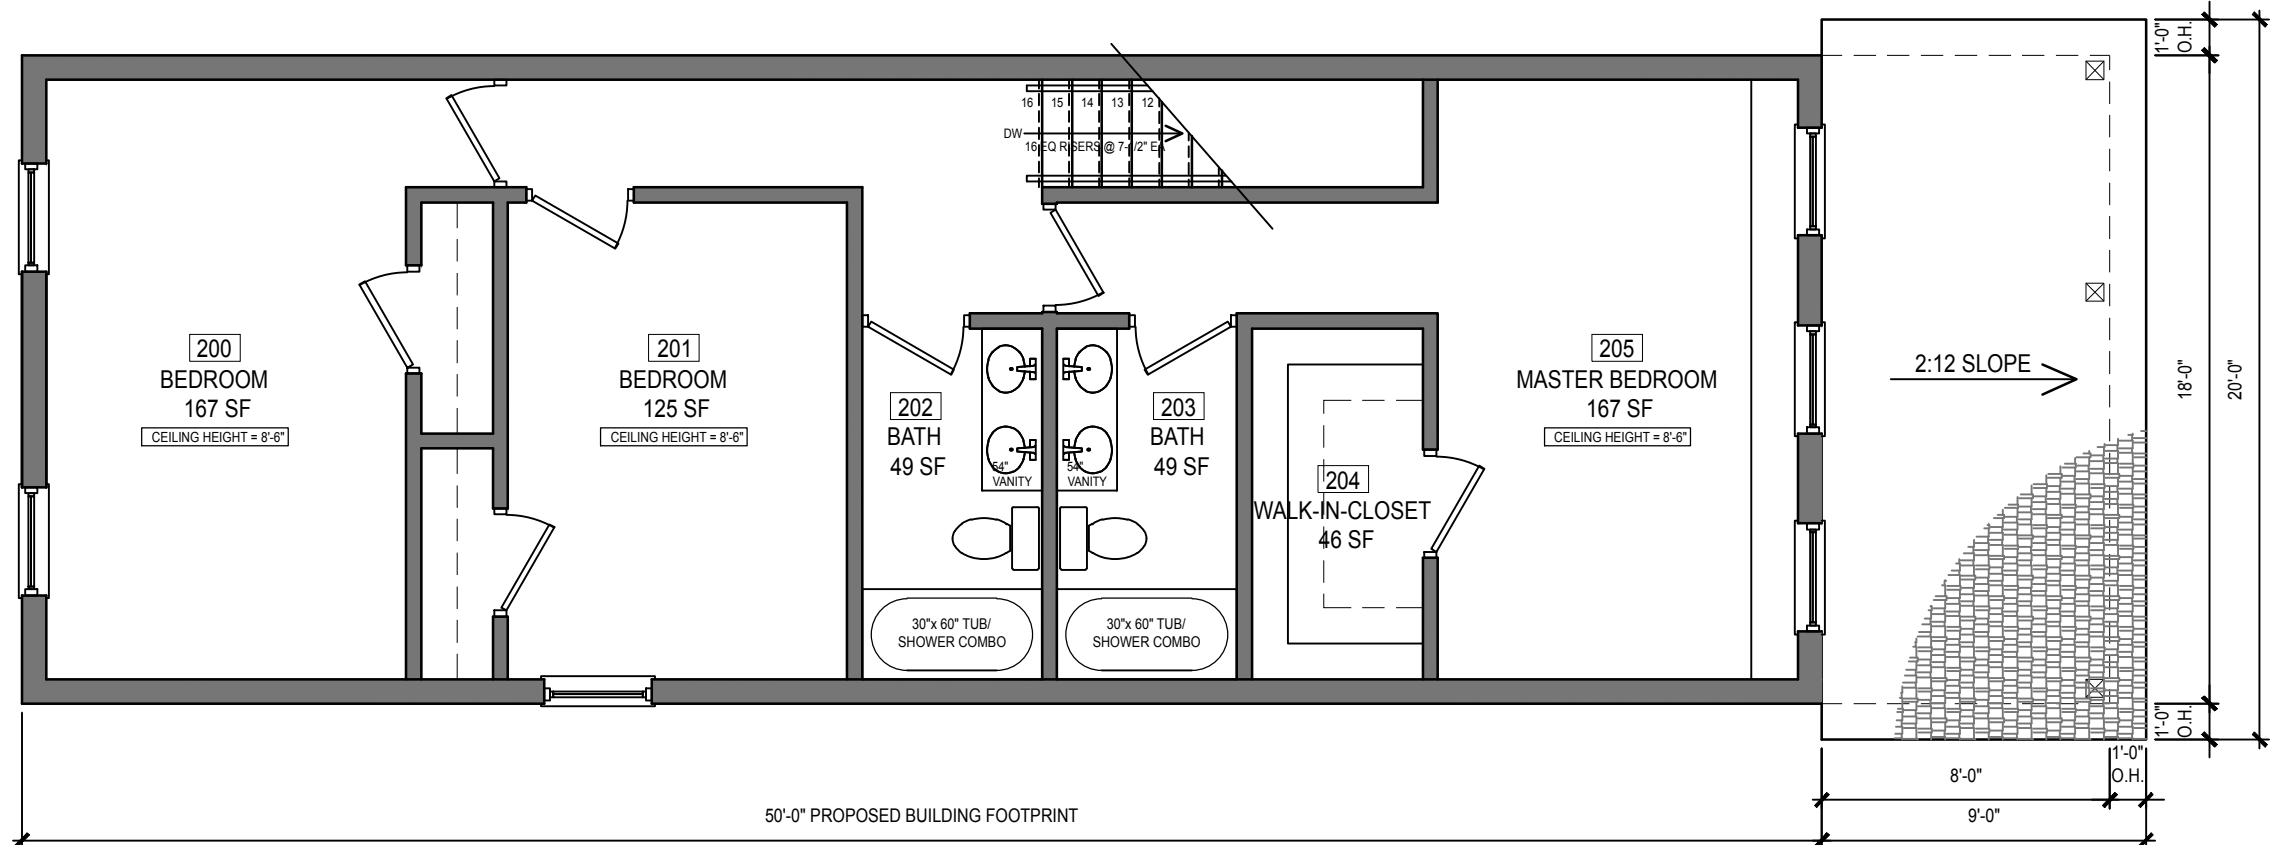 1'-0"
O.H.
16 15 14 13 12
DW
16 EQ RISERS @ 7-1/2" EA
200
BEDROOM
167 SF
CEILING HEIGHT = 8'-6"
201
BEDROOM
125 SF
CEILING HEIGHT = 8'-6"
202
BATH
49 SF
54"
VANITY
54"
VANITY
203
BATH
49 SF
204
WALK-IN-CLOSET
46 SF
205
MASTER BEDROOM
167 SF
CEILING HEIGHT = 8'-6"
2:12 SLOPE
18'-0"
20'-0"
30"x 60" TUB/
SHOWER COMBO
30"x 60" TUB/
SHOWER COMBO
1'-0"
O.H.
8'-0"
1'-0"
O.H.
50'-0" PROPOSED BUILDING FOOTPRINT
9'-0"